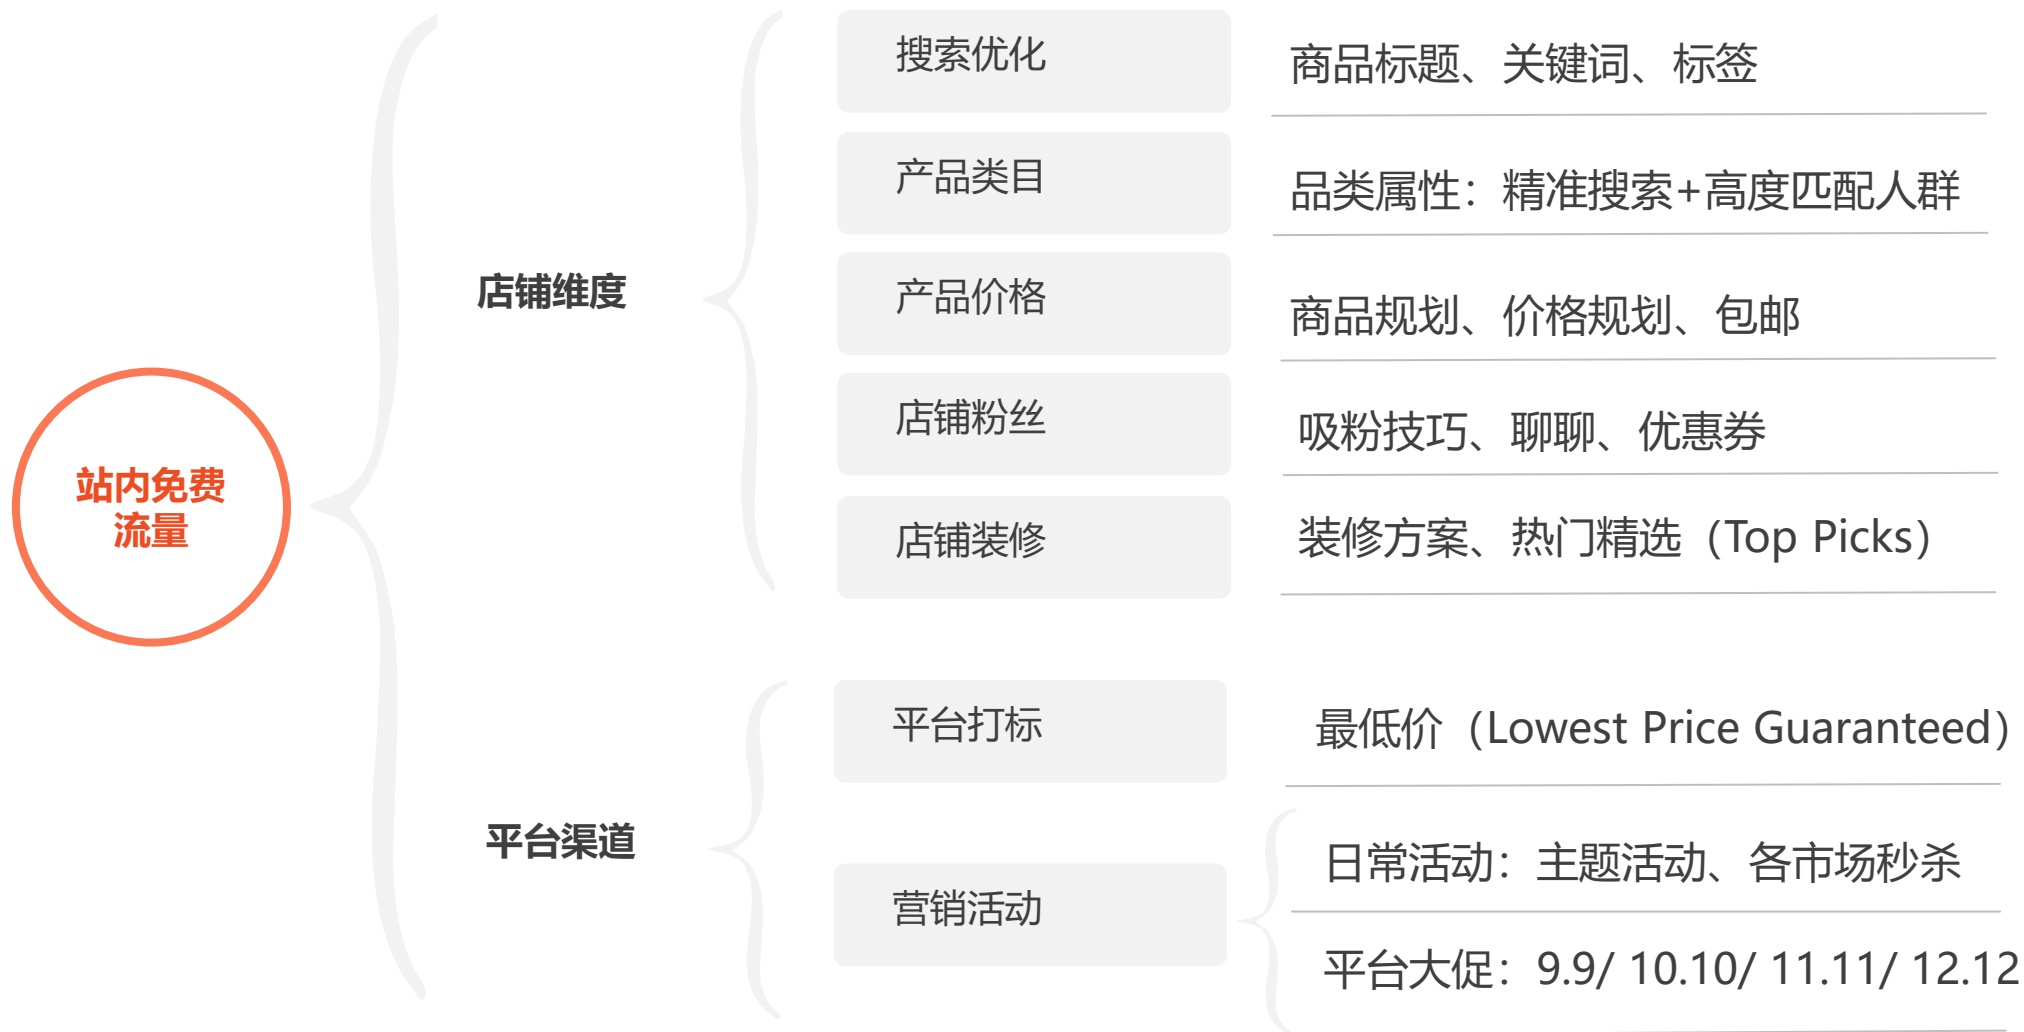 站内免费
流量
店铺维度
搜索优化
商品标题、关键词、标签
产品类目
品类属性：精准搜索+高度匹配人群
产品价格
商品规划、价格规划、包邮
店铺粉丝
吸粉技巧、聊聊、优惠券
店铺装修
装修方案、热门精选（Top Picks）
平台渠道
平台打标
最低价（Lowest Price Guaranteed）
营销活动
日常活动：主题活动、各市场秒杀
平台大促：9.9/ 10.10/ 11.11/ 12.12